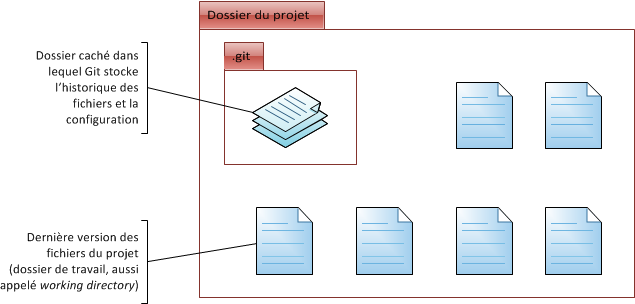 Dossier du projet
.git
Dossier caché dans
lequel Git stocke
l'historique des
fichiers et la
configuration
Dernière version des
fichiers du projet
(dossier de travail, aussi
appelé working directory)